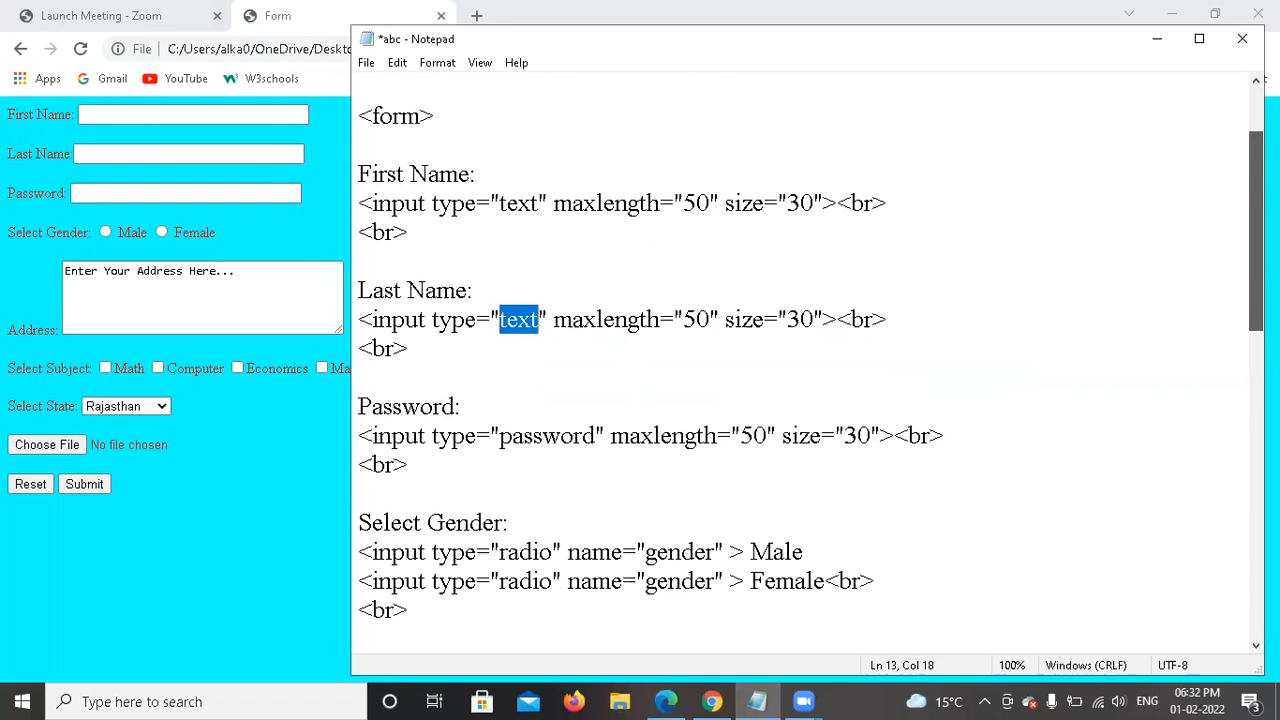 Launch Meeting - Zoom
Form
File
C:/Users/alka0/OneDrive/Deskto
Apps
Gmail
YouTube
W3schools
First Name:
Last Name
Password:
Select Gender: Male Female
Enter Your Address Here...
Address:
Select Subject: Math Computer Economics Ma
Select State: Rajasthan
Choose File No file chosen
Reset Submit
*abc - Notepad
File Edit Format View Help
<form>
First Name:
<input type="text" maxlength="50" size="30"><br>
<br>
Last Name:
<input type="text" maxlength="50" size="30"><br>
<br>
Password:
<input type="password" maxlength="50" size="30"><br>
<br>
Select Gender:
<input type="radio" name="gender" > Male
<input type="radio" name="gender" > Female<br>
<br>
Ln 13, Col 18 100% Windows (CRLF) UTF-8
Type here to search
15°C
ENG
06:32 PM
01-02-2022
3